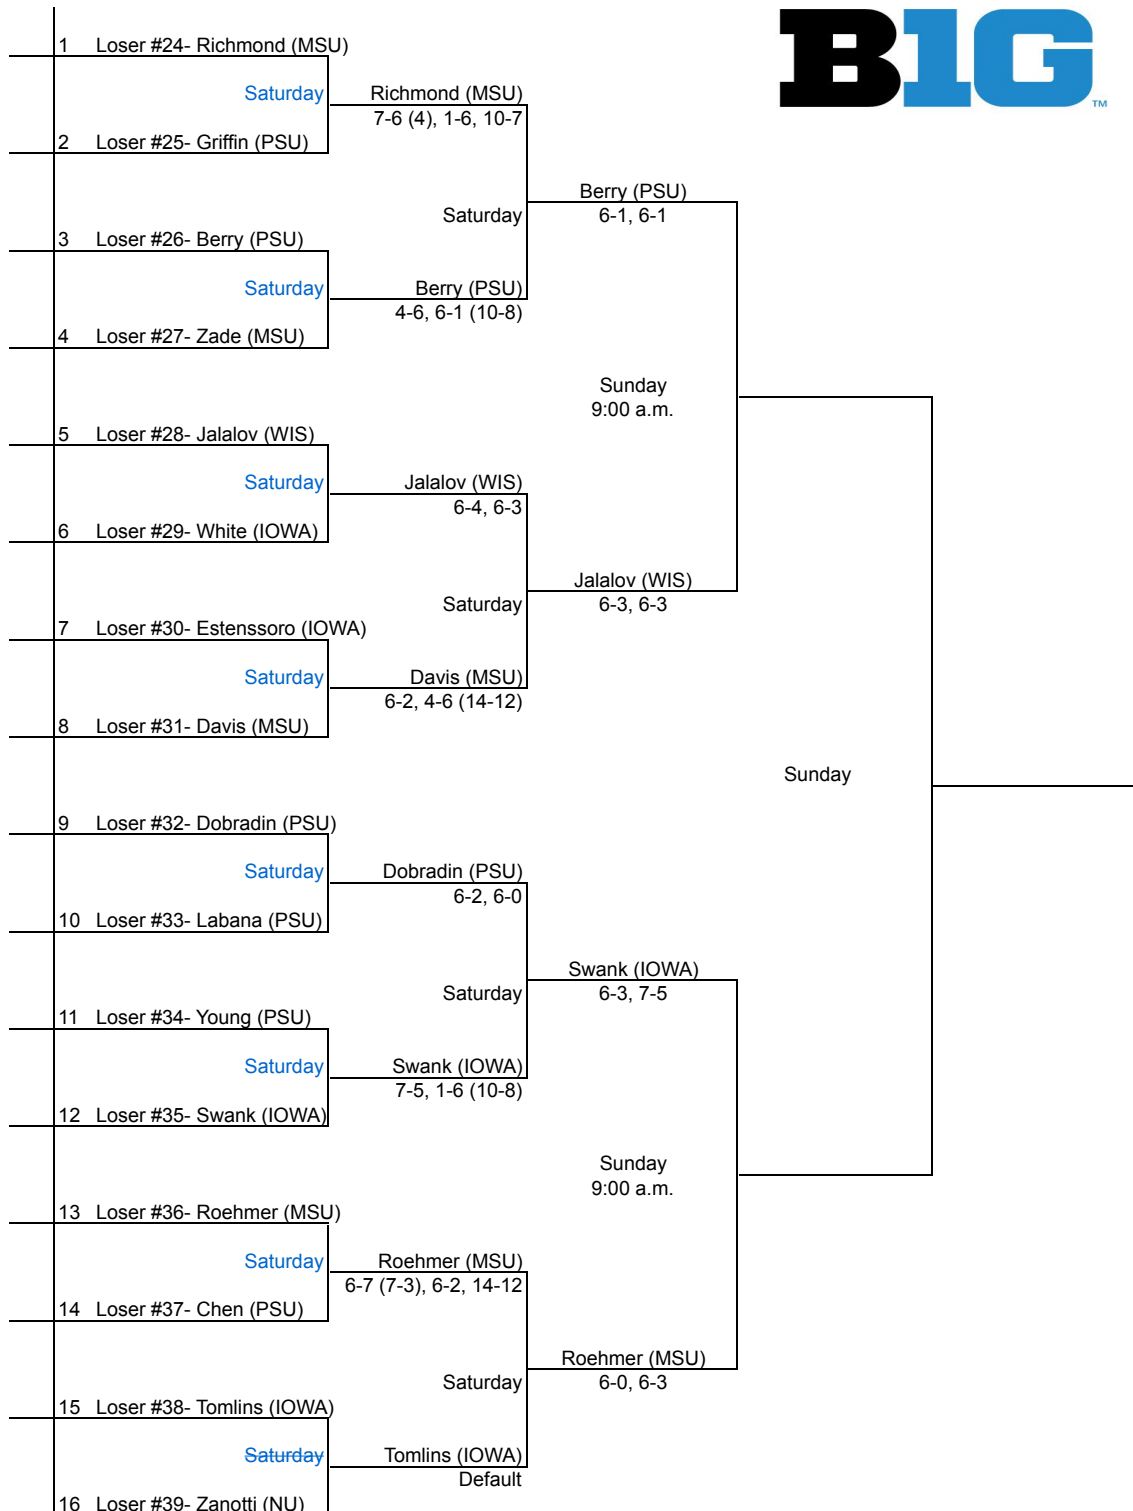 B1G
TM
1 Loser #24- Richmond (MSU)
Saturday
Richmond (MSU)
7-6 (4), 1-6, 10-7
2 Loser #25- Griffin (PSU)
Berry (PSU)
6-1, 6-1
Saturday
3 Loser #26- Berry (PSU)
Saturday
Berry (PSU)
4-6, 6-1 (10-8)
4 Loser #27- Zade (MSU)
Sunday
9:00 a.m.
5 Loser #28- Jalalov (WIS)
Saturday
Jalalov (WIS)
6-4, 6-3
6 Loser #29- White (IOWA)
Jalalov (WIS)
6-3, 6-3
Saturday
7 Loser #30- Estenssoro (IOWA)
Saturday
Davis (MSU)
6-2, 4-6 (14-12)
8 Loser #31- Davis (MSU)
Sunday
9 Loser #32- Dobradin (PSU)
Saturday
Dobradin (PSU)
6-2, 6-0
10 Loser #33- Labana (PSU)
Swank (IOWA)
6-3, 7-5
Saturday
11 Loser #34- Young (PSU)
Saturday
Swank (IOWA)
7-5, 1-6 (10-8)
12 Loser #35- Swank (IOWA)
Sunday
9:00 a.m.
13 Loser #36- Roehmer (MSU)
Saturday
Roehmer (MSU)
6-7 (7-3), 6-2, 14-12
14 Loser #37- Chen (PSU)
Roehmer (MSU)
6-0, 6-3
Saturday
15 Loser #38- Tomlins (IOWA)
Saturday
Tomlins (IOWA)
Default
16 Loser #39- Zanotti (NU)